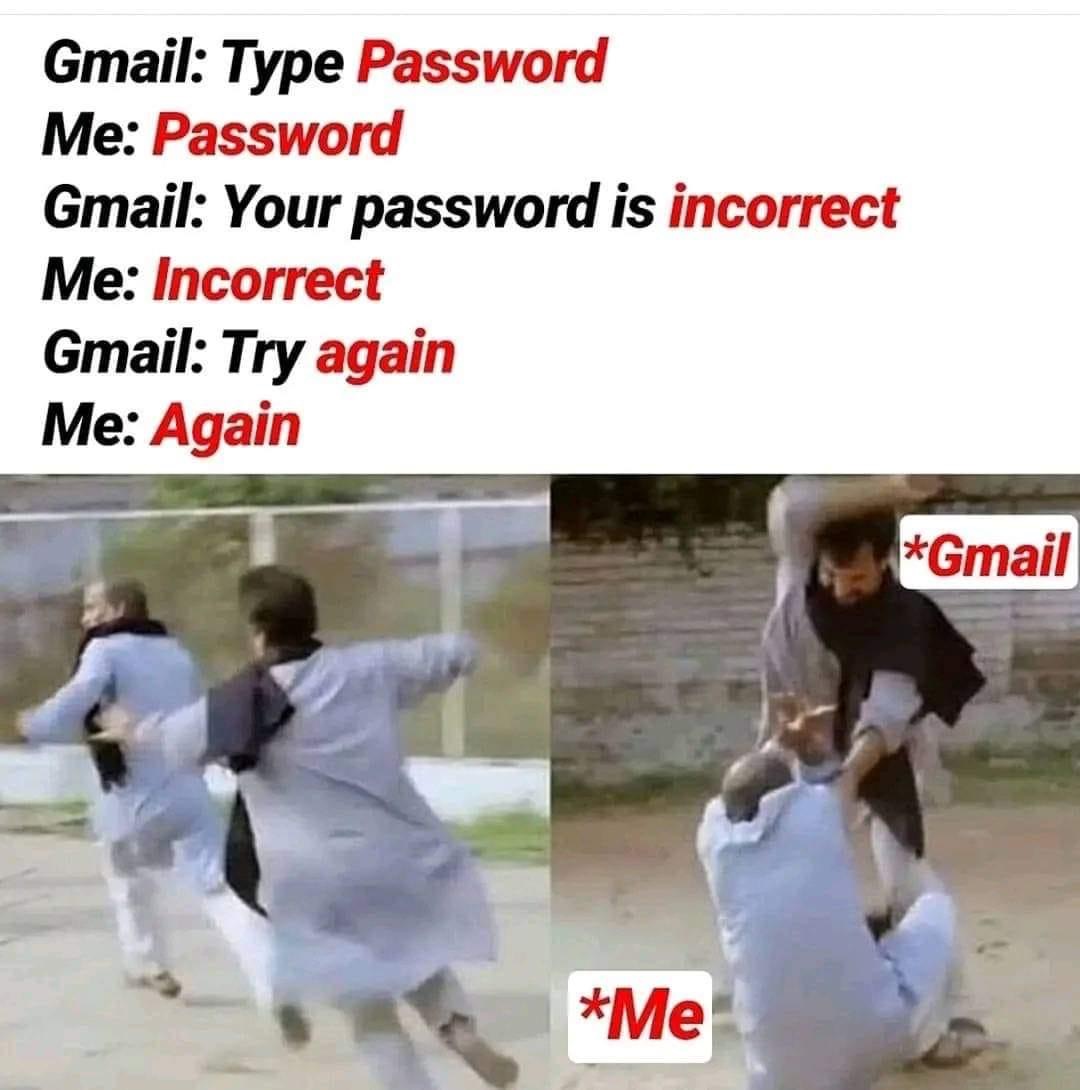 Gmail: Type Password
Me: Password
Gmail: Your password is incorrect
Me: Incorrect
Gmail: Try again
Me: Again
*Gmail
*Me